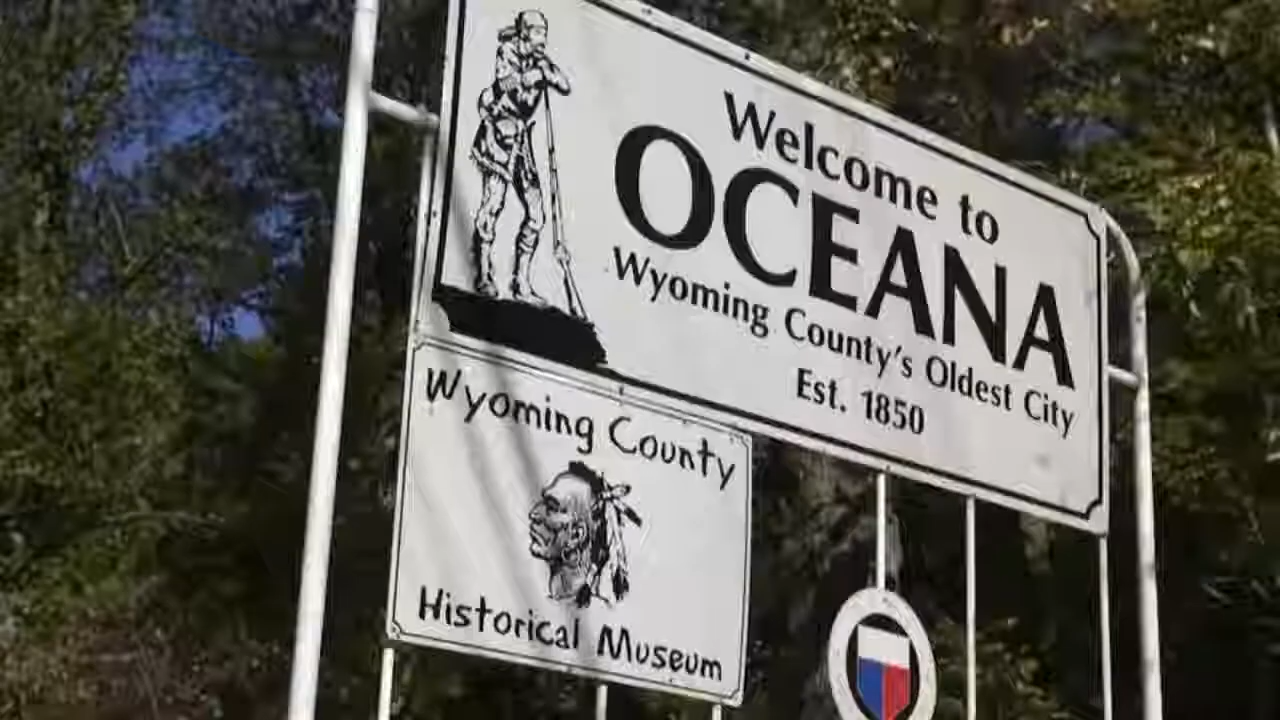 Welcome to
OCEANA
Wyoming County's Oldest City
Est. 1850
Wyoming County
Historical Museum